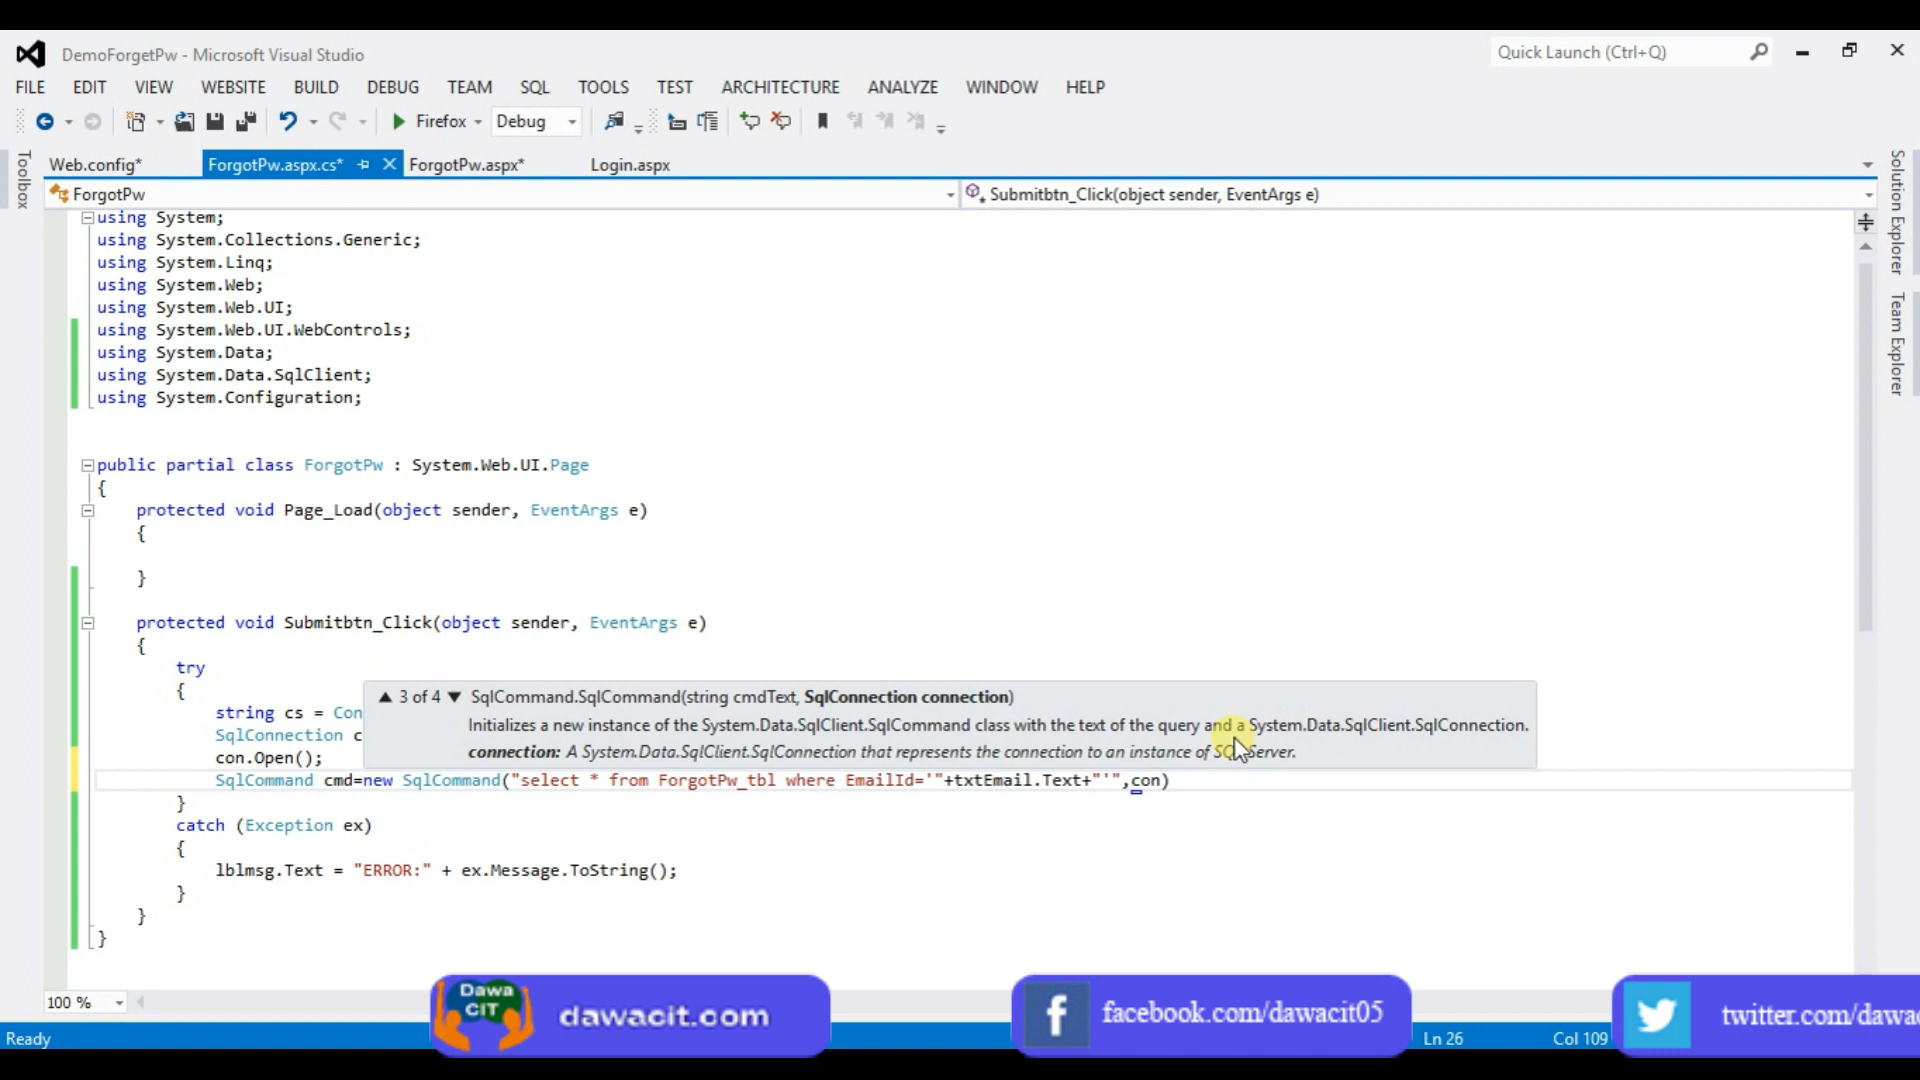 DemoForgetPw - Microsoft Visual Studio
Quick Launch (Ctrl+Q)
FILE EDIT VIEW WEBSITE BUILD DEBUG TEAM SQL TOOLS TEST ARCHITECTURE ANALYZE WINDOW HELP
Firefox Debug
Toolbox
Web.config* ForgotPw.aspx.cs* ForgotPw.aspx* Login.aspx
ForgotPw Submitbtn_Click(object sender, EventArgs e)
Solution Explorer
Team Explorer
using System;
using System.Collections.Generic;
using System.Linq;
using System.Web;
using System.Web.UI;
using System.Web.UI.WebControls;
using System.Data;
using System.Data.SqlClient;
using System.Configuration;
public partial class ForgotPw : System.Web.UI.Page
{
protected void Page_Load(object sender, EventArgs e)
{
}
protected void Submitbtn_Click(object sender, EventArgs e)
{
try
{
▲ 3 of 4 ▼ SqlCommand.SqlCommand(string cmdText, SqlConnection connection)
string cs = Con
Initializes a new instance of the System.Data.SqlClient.SqlCommand class with the text of the query and a System.Data.SqlClient.SqlConnection.
SqlConnection c
connection: A System.Data.SqlClient.SqlConnection that represents the connection to an instance of SQL Server.
con.Open();
SqlCommand cmd=new SqlCommand("select * from ForgotPw_tbl where EmailId='"+txtEmail.Text+"'",con)
}
catch (Exception ex)
{
lblmsg.Text = "ERROR:" + ex.Message.ToString();
}
}
}
100 %
Dawa
CIT
dawacit.com
f facebook.com/dawacit05
twitter.com/dawac
Ready Ln 26 Col 109